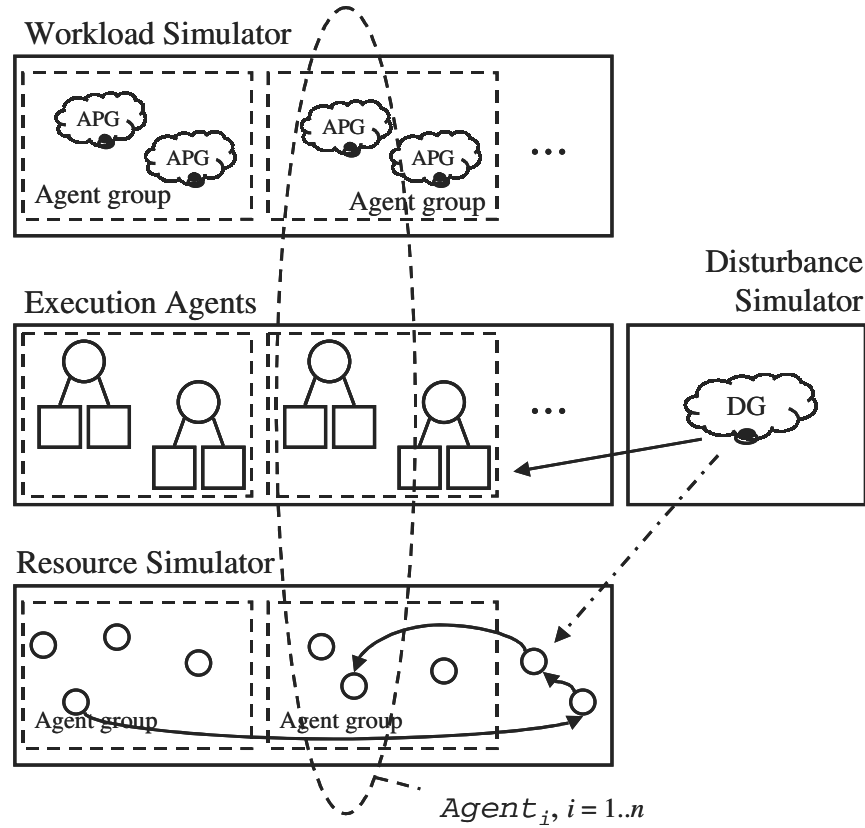 Workload Simulator
APG
APG
Agent group
APG
APG
Agent group
...
Disturbance
Simulator
Execution Agents
...
DG
Resource Simulator
Agent group
Agent group
Agent_i, i = 1..n